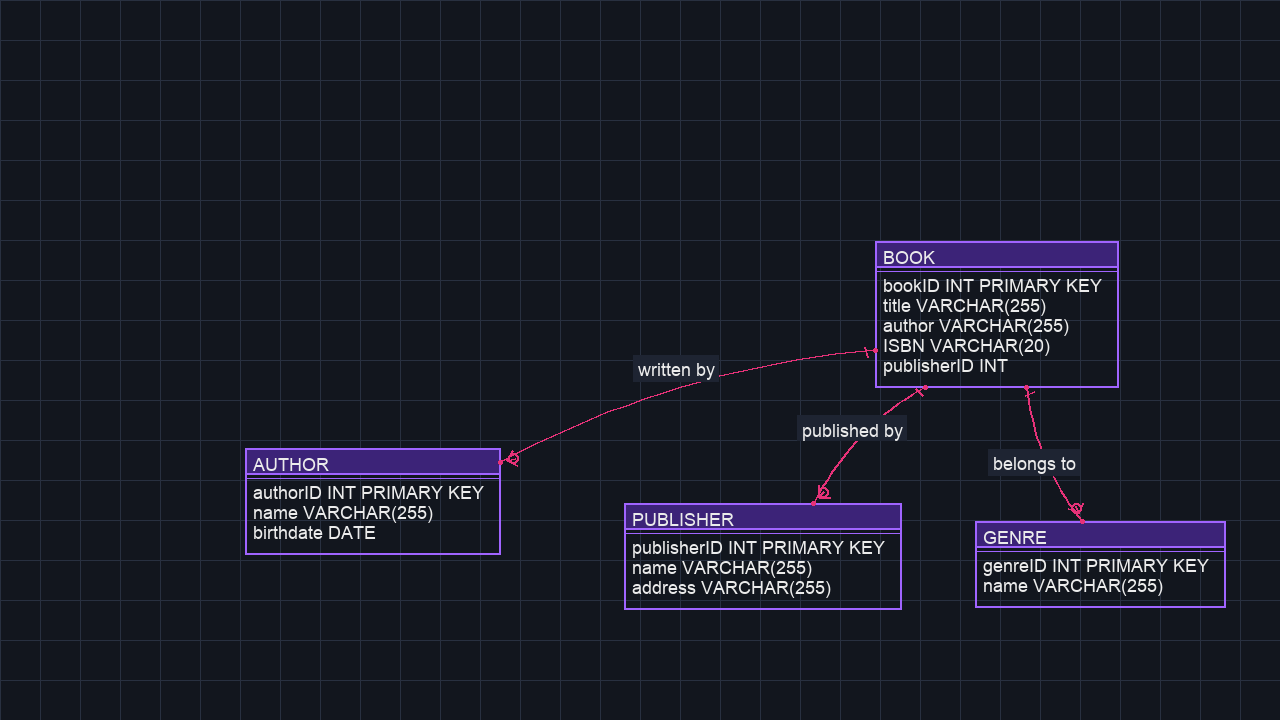 BOOK
bookID INT PRIMARY KEY
title VARCHAR(255)
author VARCHAR(255)
ISBN VARCHAR(20)
publisherID INT
written by
published by
belongs to
AUTHOR
authorID INT PRIMARY KEY
name VARCHAR(255)
birthdate DATE
PUBLISHER
publisherID INT PRIMARY KEY
name VARCHAR(255)
address VARCHAR(255)
GENRE
genreID INT PRIMARY KEY
name VARCHAR(255)